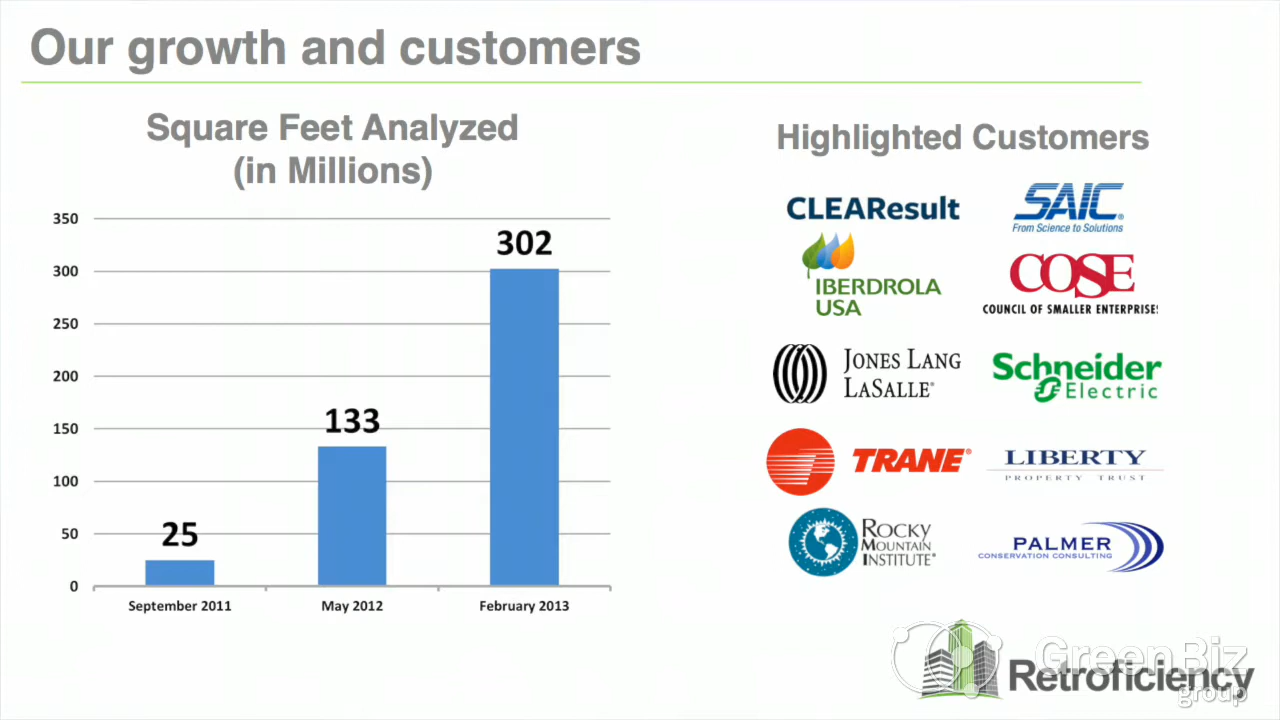 Our growth and customers
Square Feet Analyzed
(in Millions)
350
300
250
200
150
100
50
0
25
133
302
September 2011
May 2012
February 2013
Highlighted Customers
CLEAResult
SAIC®
From Science to Solutions
IBERDROLA
USA
COSE
COUNCIL OF SMALLER ENTERPRISES
JONES LANG
LASALLE®
Schneider
Electric
TRANE®
LIBERTY
PROPERTY TRUST
ROCKY
MOUNTAIN
INSTITUTE®
PALMER
CONSERVATION CONSULTING
GreenBiz
group
Retroficiency